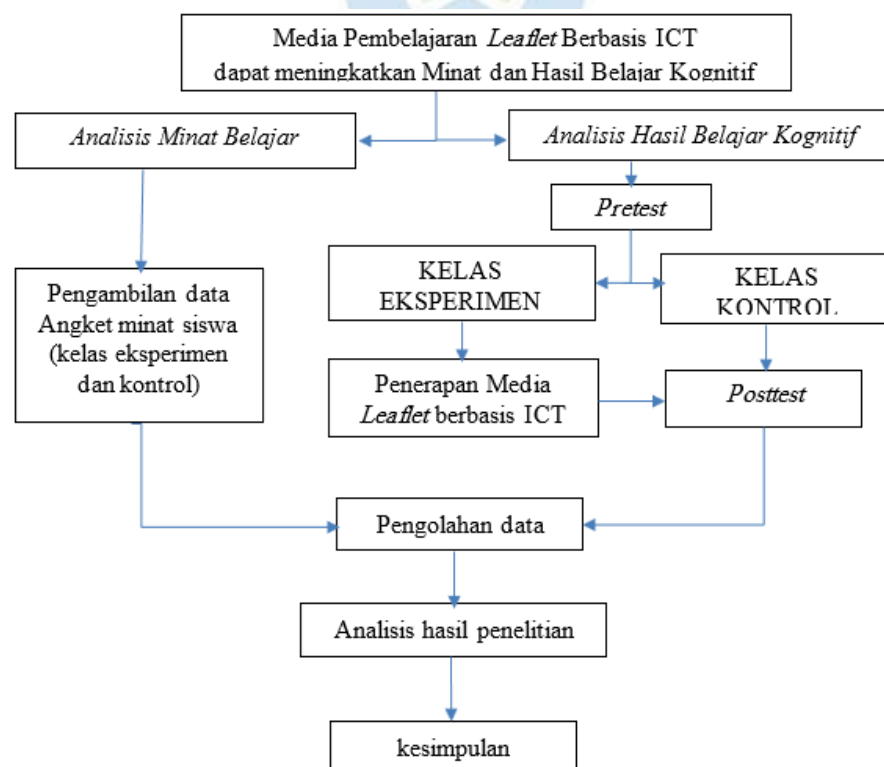 Media Pembelajaran Leaflet Berbasis ICT
dapat meningkatkan Minat dan Hasil Belajar Kognitif
Analisis Minat Belajar
Analisis Hasil Belajar Kognitif
Pretest
KELAS
EKSPERIMEN
KELAS
KONTROL
Pengambilan data
Angket minat siswa
(kelas eksperimen
dan kontrol)
Penerapan Media
Leaflet berbasis ICT
Posttest
Pengolahan data
Analisis hasil penelitian
kesimpulan